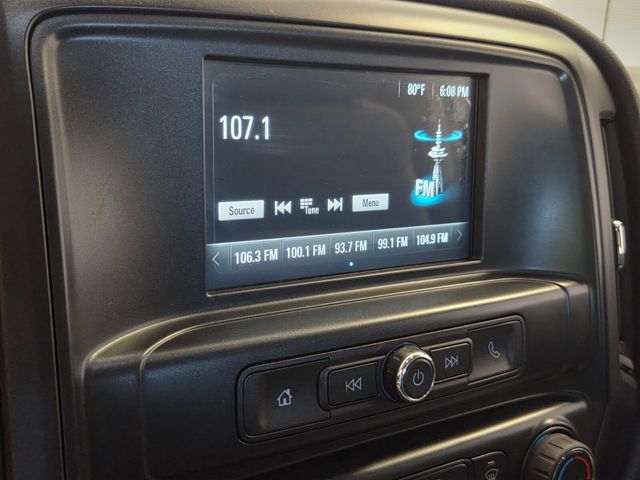 80°F 6:08 PM
107.1
FM
Source Tune Menu
106.3 FM 100.1 FM 93.7 FM 99.1 FM 104.9 FM